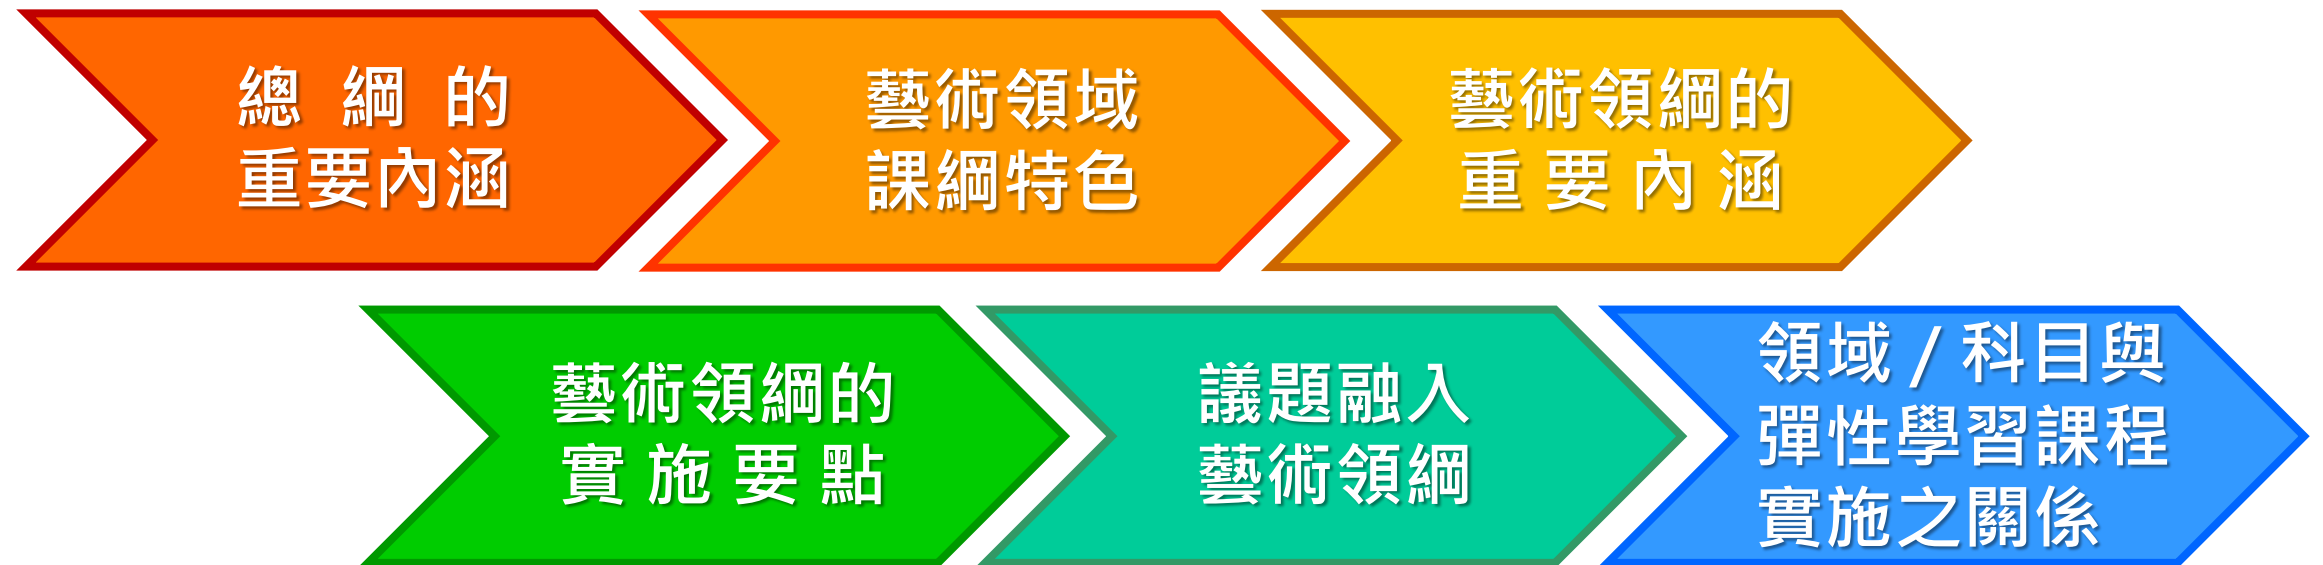 總綱的
重要內涵
藝術領域
課綱特色
藝術領綱的
重要內涵
藝術領綱的
實施要點
議題融入
藝術領綱
領域/科目與
彈性學習課程
實施之關係